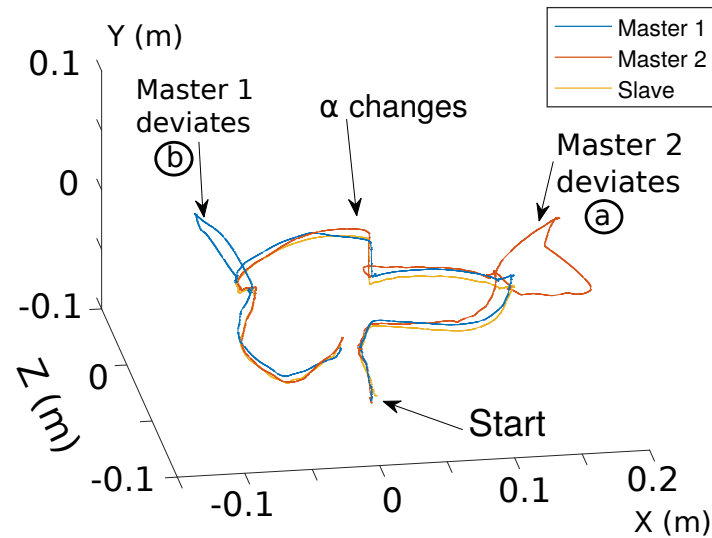 Y (m)
0.1
0
-0.1
Z (m)
0
-0.1
-0.1
0
0.1
0.2
X (m)
Master 1
deviates
b
α changes
Master 2
deviates
a
Start
Master 1
Master 2
Slave